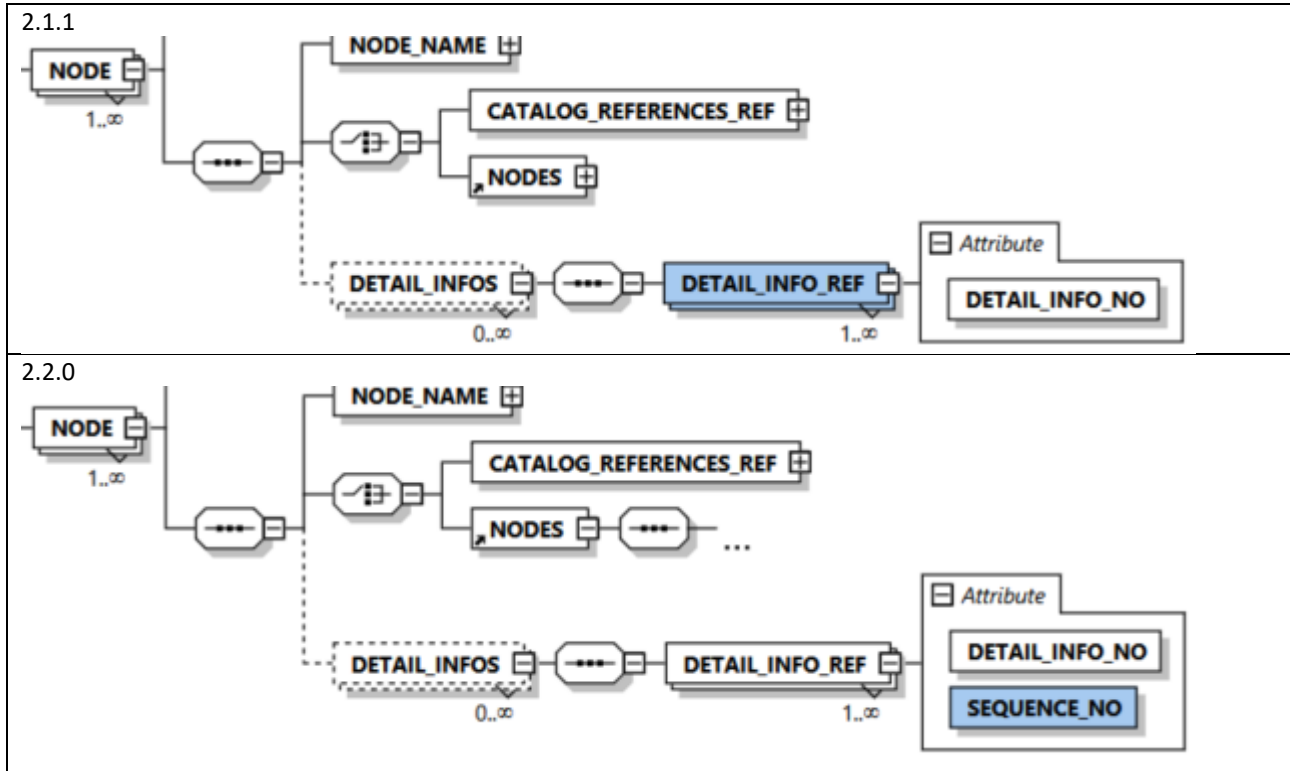 2.1.1
NODE_NAME
NODE
1..∞
CATALOG_REFERENCES_REF
NODES
Attribute
DETAIL_INFOS
DETAIL_INFO_REF
DETAIL_INFO_NO
0..∞
1..∞
2.2.0
NODE_NAME
NODE
1..∞
CATALOG_REFERENCES_REF
NODES
...
Attribute
DETAIL_INFOS
DETAIL_INFO_REF
DETAIL_INFO_NO
SEQUENCE_NO
0..∞
1..∞